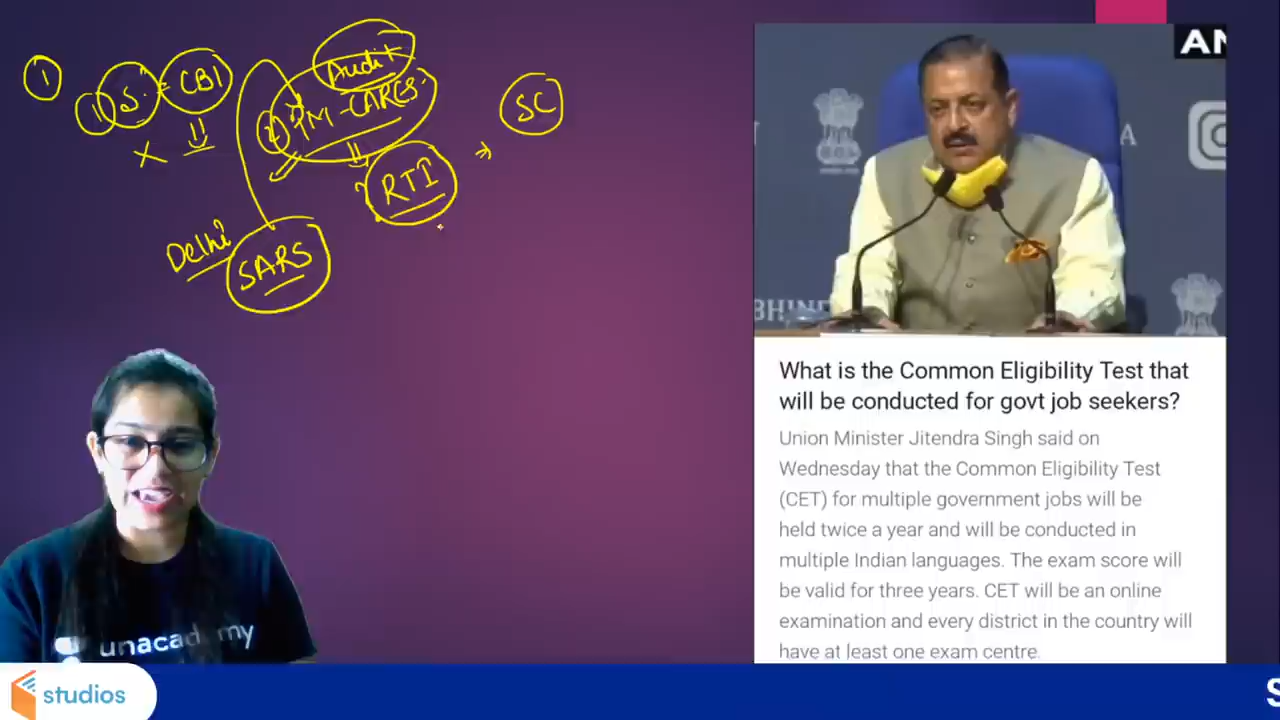 Audit
1
1 S. = CBI
2 PM-CARES
SC
RTI
Delhi
SARS
AN
ABHIN
A
What is the Common Eligibility Test that
will be conducted for govt job seekers?
Union Minister Jitendra Singh said on
Wednesday that the Common Eligibility Test
(CET) for multiple government jobs will be
held twice a year and will be conducted in
multiple Indian languages. The exam score will
be valid for three years. CET will be an online
examination and every district in the country will
have at least one exam centre.
unacademy
studios
S